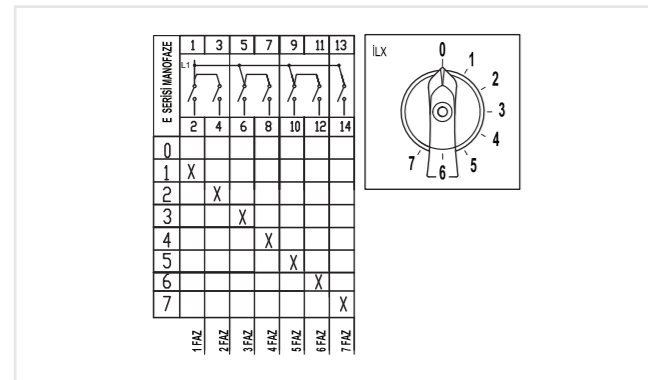 E SERİSİ MANOFAZE
1 3 5 7 9 11 13
L1
2 4 6 8 10 12 14
0
1 X
2 X
3 X
4 X
5 X
6 X
7 X
1 FAZ 2 FAZ 3 FAZ 4 FAZ 5 FAZ 6 FAZ 7 FAZ
İLX
0
1
2
3
4
5
6
7